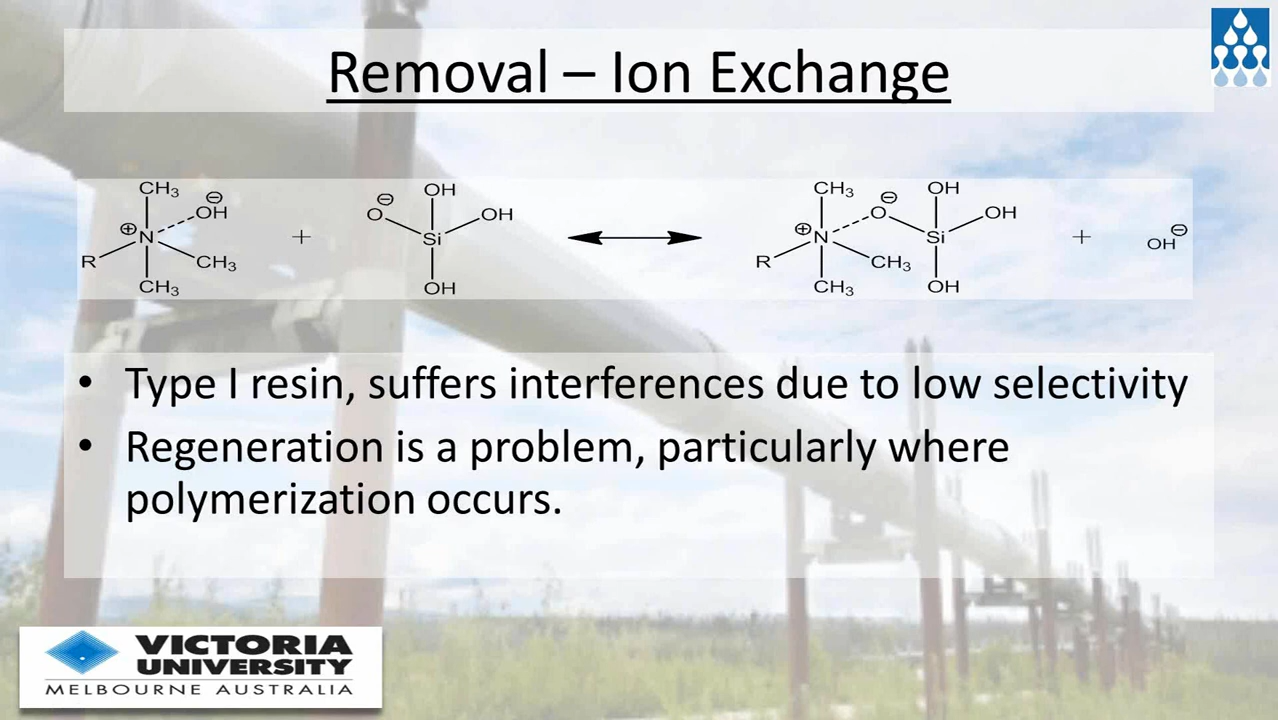 Removal – Ion Exchange
CH₃
⊖
OH
⊕
N
R
CH₃
CH₃
+
⊖
O
OH
OH
Si
OH
CH₃
⊖
O
OH
OH
⊕
N
Si
R
CH₃
CH₃
OH
+
OH
⊖
• Type I resin, suffers interferences due to low selectivity
• Regeneration is a problem, particularly where
polymerization occurs.
VICTORIA
UNIVERSITY
MELBOURNE AUSTRALIA